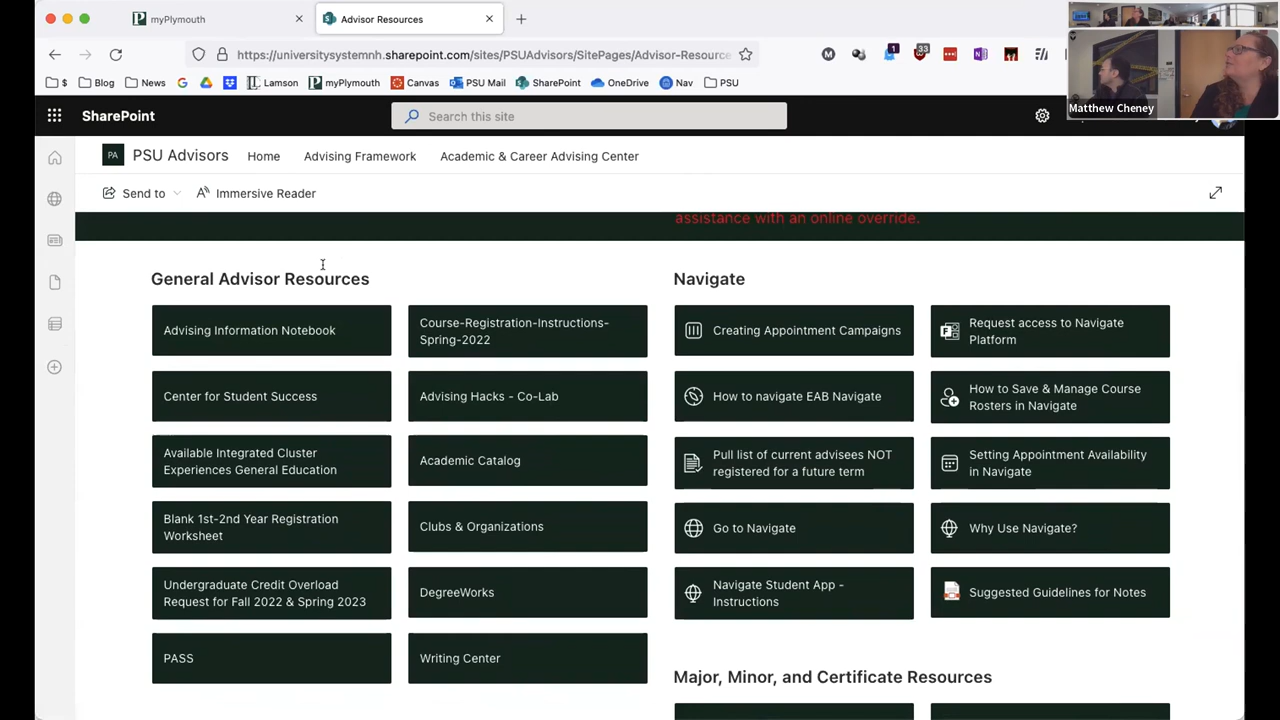 myPlymouth
Advisor Resources
https://universitysystemnh.sharepoint.com/sites/PSUAdvisors/SitePages/Advisor-Resource
1
33
$
Blog
News
Lamson
myPlymouth
Canvas
PSU Mail
SharePoint
OneDrive
Nav
PSU
Matthew Cheney
SharePoint
Search this site
PA
PSU Advisors
Home
Advising Framework
Academic & Career Advising Center
Send to
Immersive Reader
assistance with an online override.
General Advisor Resources
Advising Information Notebook
Course-Registration-Instructions-
Spring-2022
Center for Student Success
Advising Hacks - Co-Lab
Available Integrated Cluster
Experiences General Education
Academic Catalog
Blank 1st-2nd Year Registration
Worksheet
Clubs & Organizations
Undergraduate Credit Overload
Request for Fall 2022 & Spring 2023
DegreeWorks
PASS
Writing Center
Navigate
Creating Appointment Campaigns
Request access to Navigate
Platform
How to navigate EAB Navigate
How to Save & Manage Course
Rosters in Navigate
Pull list of current advisees NOT
registered for a future term
Setting Appointment Availability
in Navigate
Go to Navigate
Why Use Navigate?
Navigate Student App -
Instructions
Suggested Guidelines for Notes
Major, Minor, and Certificate Resources